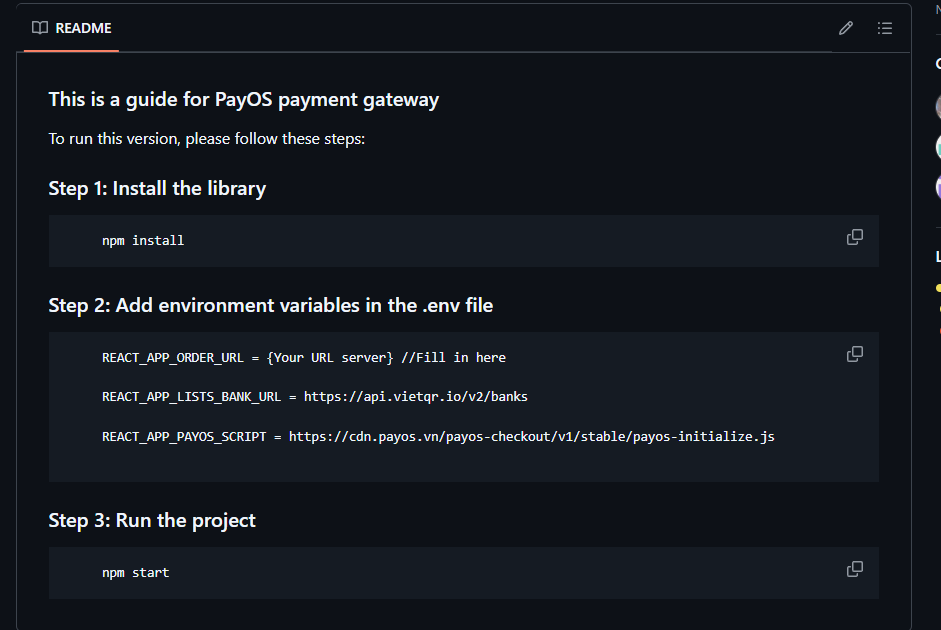 README
This is a guide for PayOS payment gateway
To run this version, please follow these steps:
Step 1: Install the library
npm install
Step 2: Add environment variables in the .env file
REACT_APP_ORDER_URL = {Your URL server} //Fill in here
REACT_APP_LISTS_BANK_URL = https://api.vietqr.io/v2/banks
REACT_APP_PAYOS_SCRIPT = https://cdn.payos.vn/payos-checkout/v1/stable/payos-initialize.js
Step 3: Run the project
npm start